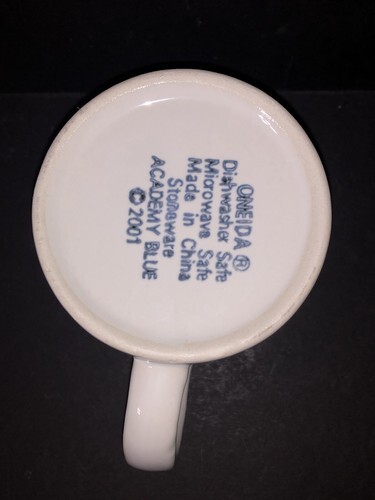 ONEIDA ®
Dishwasher Safe
Microwave Safe
Made in China
Stoneware
ACADEMY BLUE
© 2001